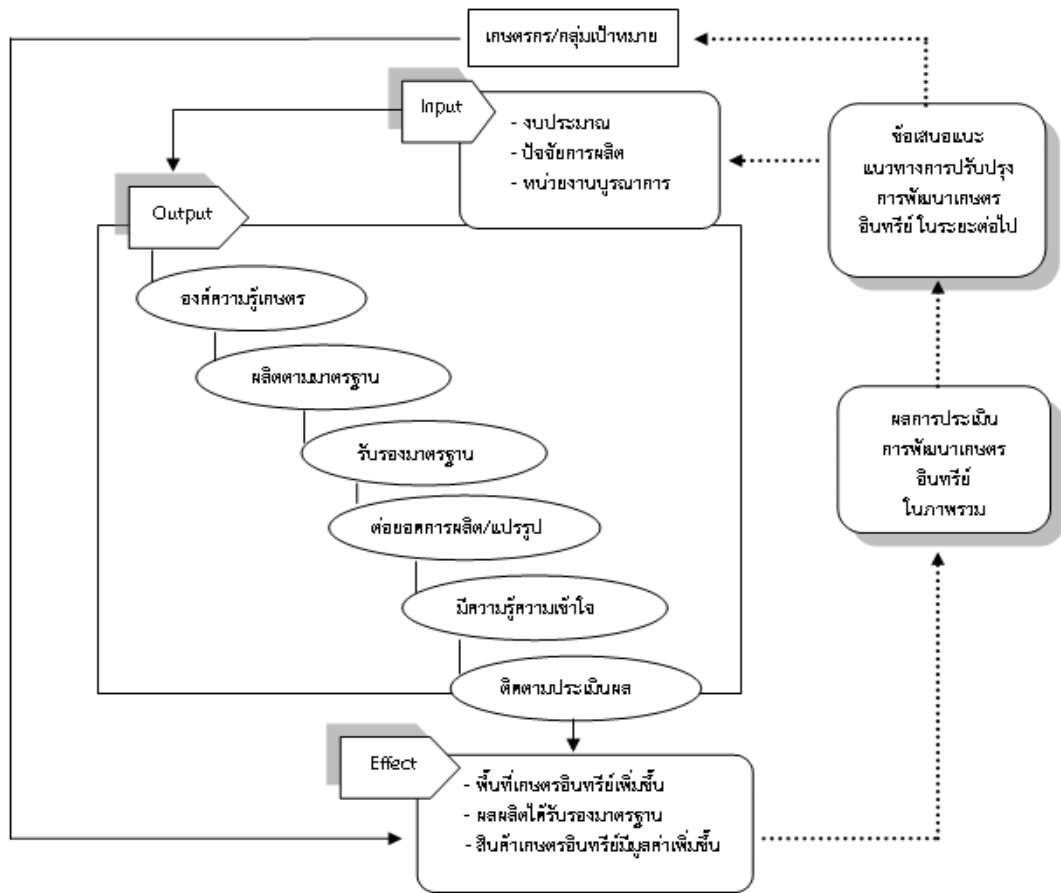 เกษตรกร/กลุ่มเป้าหมาย
Input
- งบประมาณ
- ปัจจัยการผลิต
- หน่วยงานบูรณาการ
ข้อเสนอแนะ
แนวทางการปรับปรุง
การพัฒนาเกษตร
อินทรีย์ ในระยะต่อไป
Output
องค์ความรู้เกษตร
ผลิตตามมาตรฐาน
รับรองมาตรฐาน
ต่อยอดการผลิต/แปรรูป
มีความรู้ความเข้าใจ
ติดตามประเมินผล
ผลการประเมิน
การพัฒนาเกษตร
อินทรีย์
ในภาพรวม
Effect
- พื้นที่เกษตรอินทรีย์เพิ่มขึ้น
- ผลผลิตได้รับรองมาตรฐาน
- สินค้าเกษตรอินทรีย์มีมูลค่าเพิ่มขึ้น